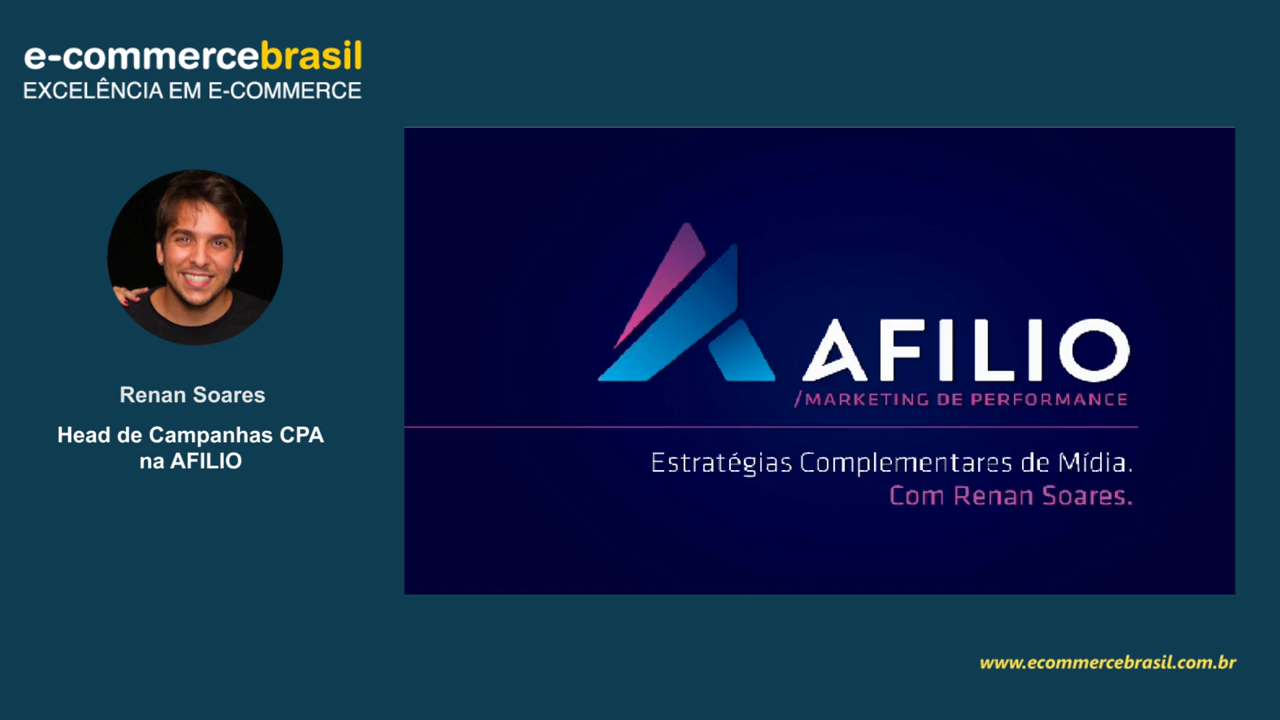 e-commercebrasil
EXCELÊNCIA EM E-COMMERCE
Renan Soares
Head de Campanhas CPA
na AFILIO
AFILIO
/MARKETING DE PERFORMANCE
Estratégias Complementares de Mídia.
Com Renan Soares.
www.ecommercebrasil.com.br